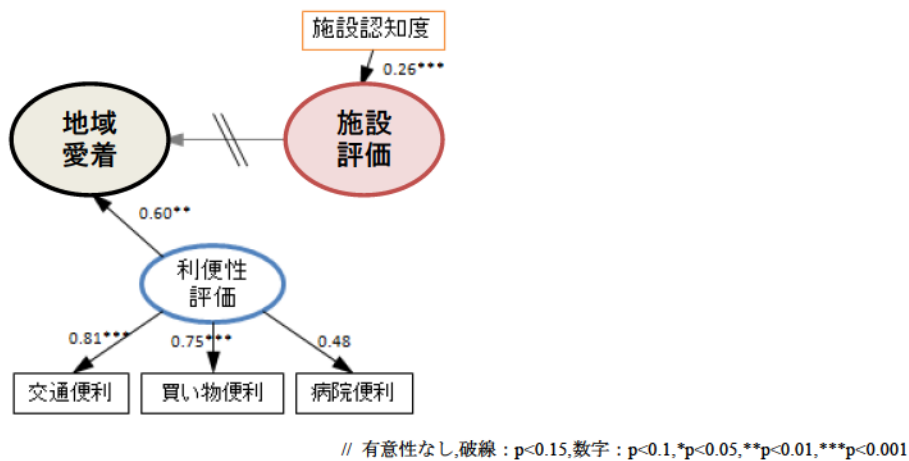 施設認知度
0.26***
地域
愛着
施設
評価
0.60**
利便性
評価
0.81***
0.75***
0.48
交通便利
買い物便利
病院便利
// 有意性なし,破線：p<0.15,数字：p<0.1,*p<0.05,**p<0.01,***p<0.001